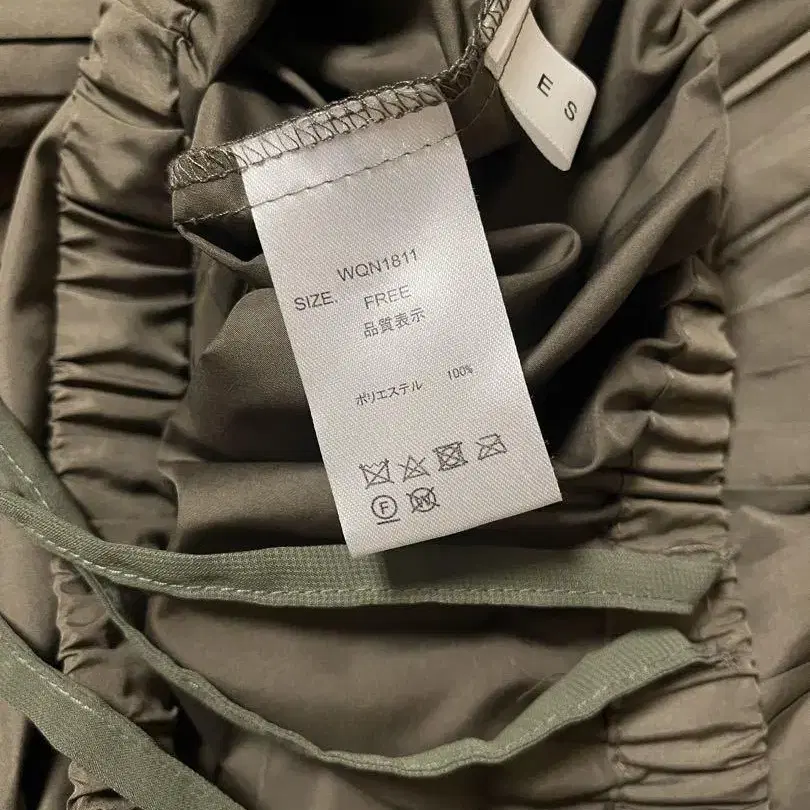 E S
WQN1811
SIZE. FREE
品質表示
ポリエステル 100%
F W